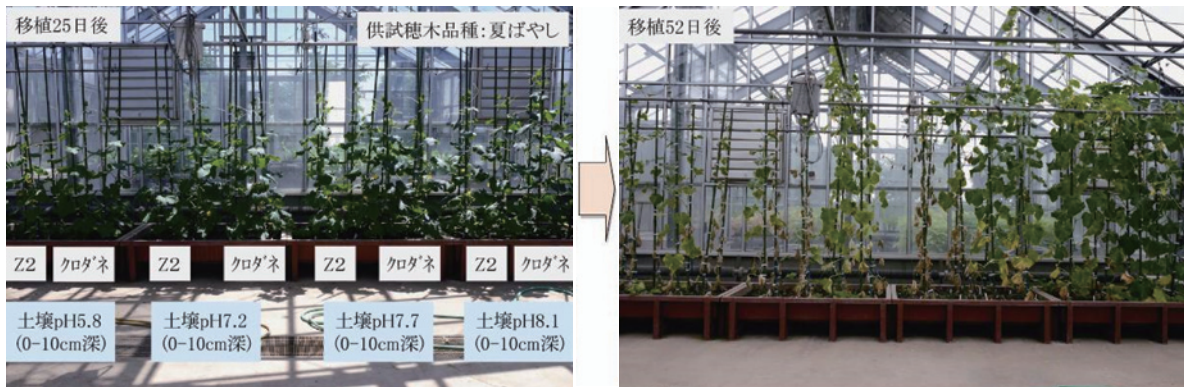 移植25日後
供試穂木品種:夏ばやし
移植52日後
Z2
クロダネ
Z2
クロダネ
Z2
クロダネ
Z2
クロダネ
土壌pH5.8
(0-10cm深)
土壌pH7.2
(0-10cm深)
土壌pH7.7
(0-10cm深)
土壌pH8.1
(0-10cm深)